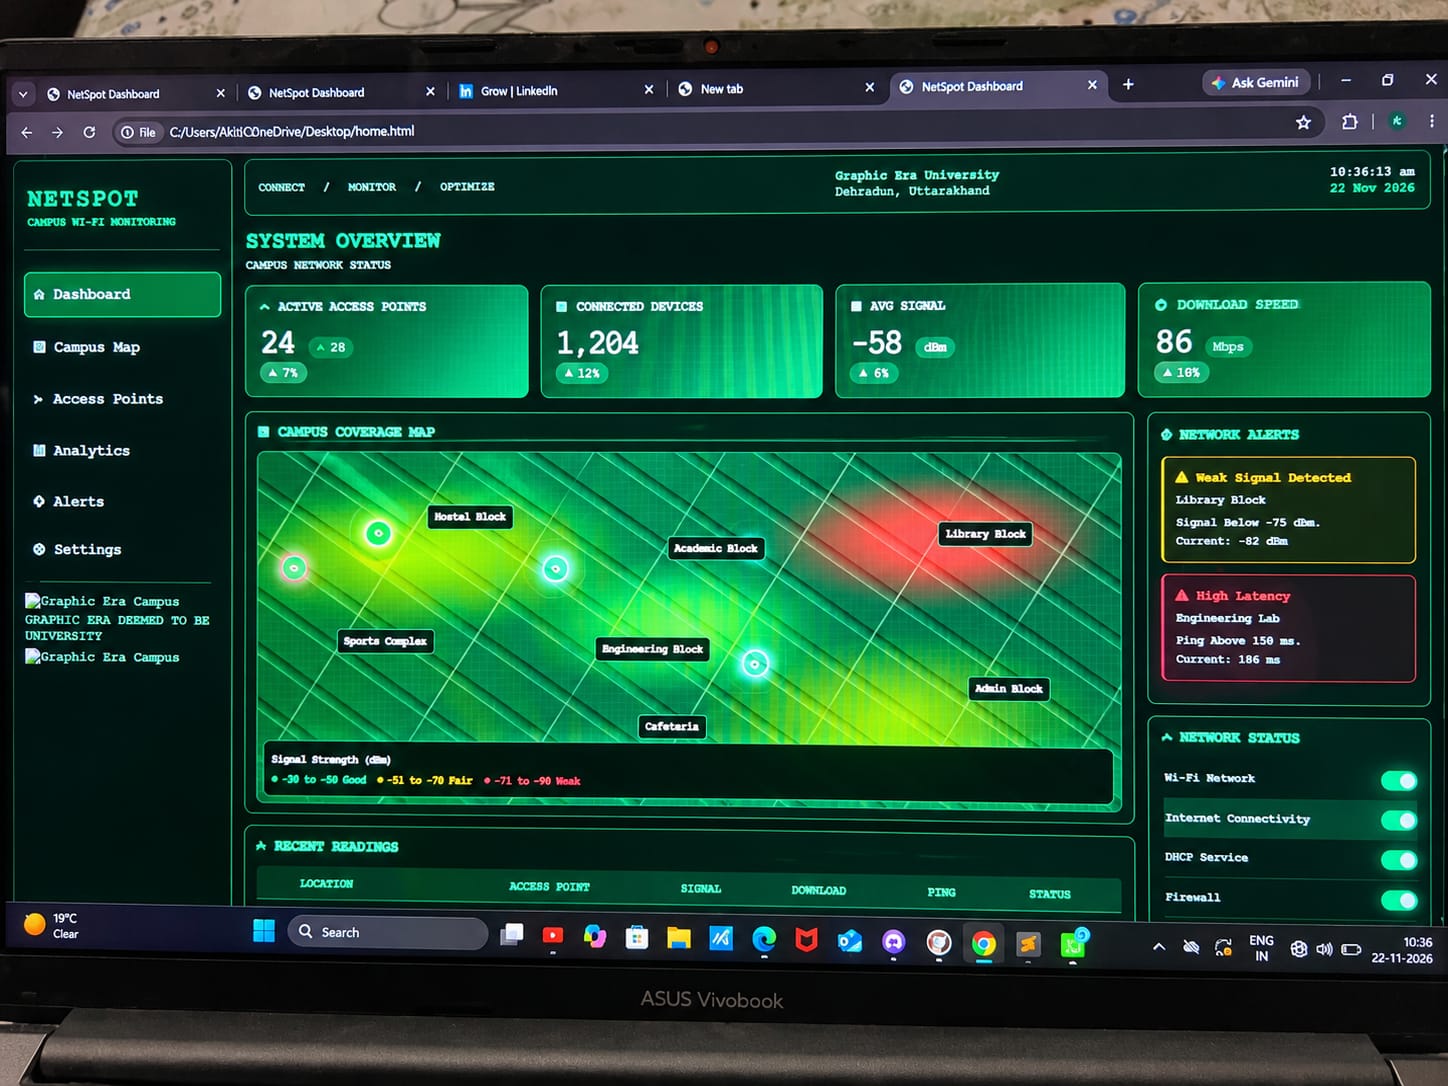 NetSpot Dashboard
NetSpot Dashboard
Grow | LinkedIn
New tab
NetSpot Dashboard
Ask Gemini
File
NETSPOT
CAMPUS WI-FI MONITORING
Dashboard
Campus Map
Access Points
Analytics
Alerts
Settings
Graphic Era Campus
GRAPHIC ERA DEEMED TO BE
UNIVERSITY
Graphic Era Campus
CONNECT / MONITOR / OPTIMIZE
Graphic Era University
Dehradun, Uttarakhand
10:36:13 am
22 Nov 2026
SYSTEM OVERVIEW
CAMPUS NETWORK STATUS
ACTIVE ACCESS POINTS
24 28
▲ 7%
CONNECTED DEVICES
1,204
▲ 12%
AVG SIGNAL
-58 dBm
▲ 6%
DOWNLOAD SPEED
86 Mbps
▲ 10%
CAMPUS COVERAGE MAP
Hostel Block
Academic Block
Library Block
Sports Complex
Engineering Block
Admin Block
Cafeteria
Signal Strength (dBm)
-30 to -50 Good -51 to -70 Fair -71 to -90 Weak
NETWORK ALERTS
Weak Signal Detected
Library Block
Signal Below -75 dBm.
Current: -82 dBm
High Latency
Engineering Lab
Ping Above 150 ms.
Current: 186 ms
NETWORK STATUS
Wi-Fi Network
Internet Connectivity
DHCP Service
Firewall
RECENT READINGS
LOCATION ACCESS POINT SIGNAL DOWNLOAD PING STATUS
19°C
Clear
Search
ENG
IN
10:36
22-11-2026
ASUS Vivobook